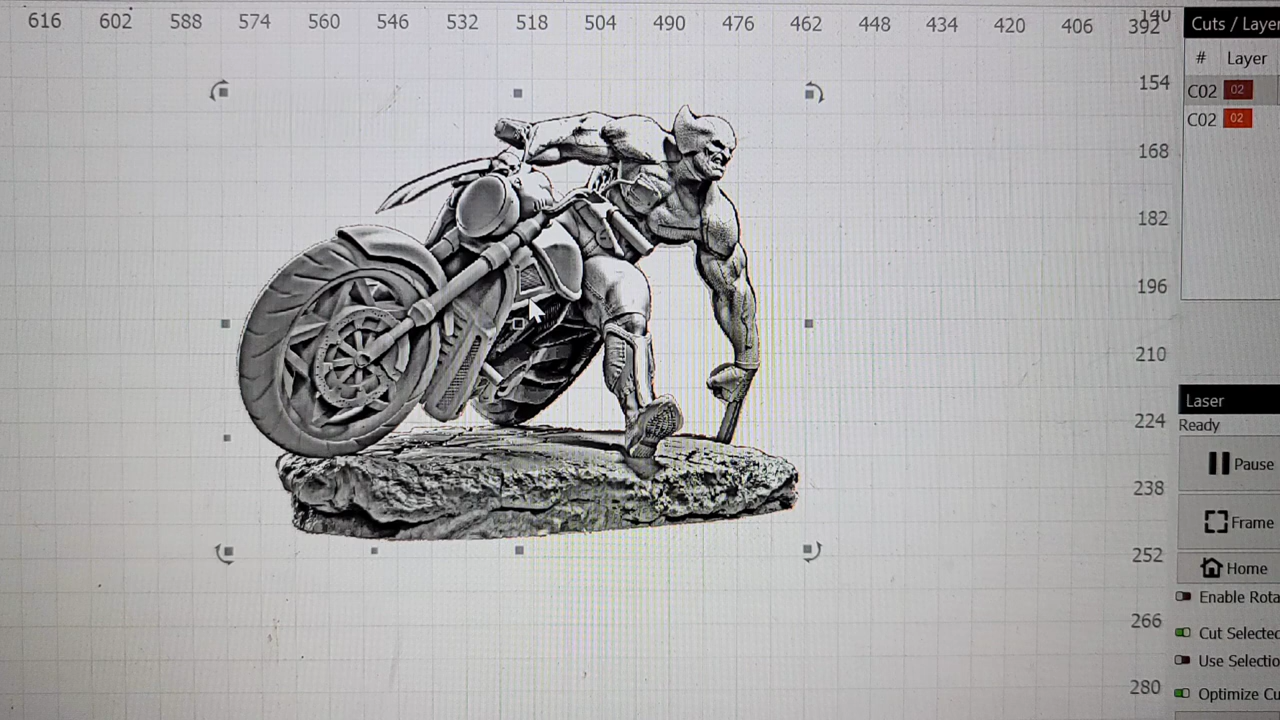 616 602 588 574 560 546 532 518 504 490 476 462 448 434 420 406 392
140
154
168
182
196
210
224
238
252
266
280
Cuts / Layer
# Layer
C02 02
C02 02
Laser
Ready
Pause
Frame
Home
Enable Rota
Cut Selected
Use Selectio
Optimize Cu